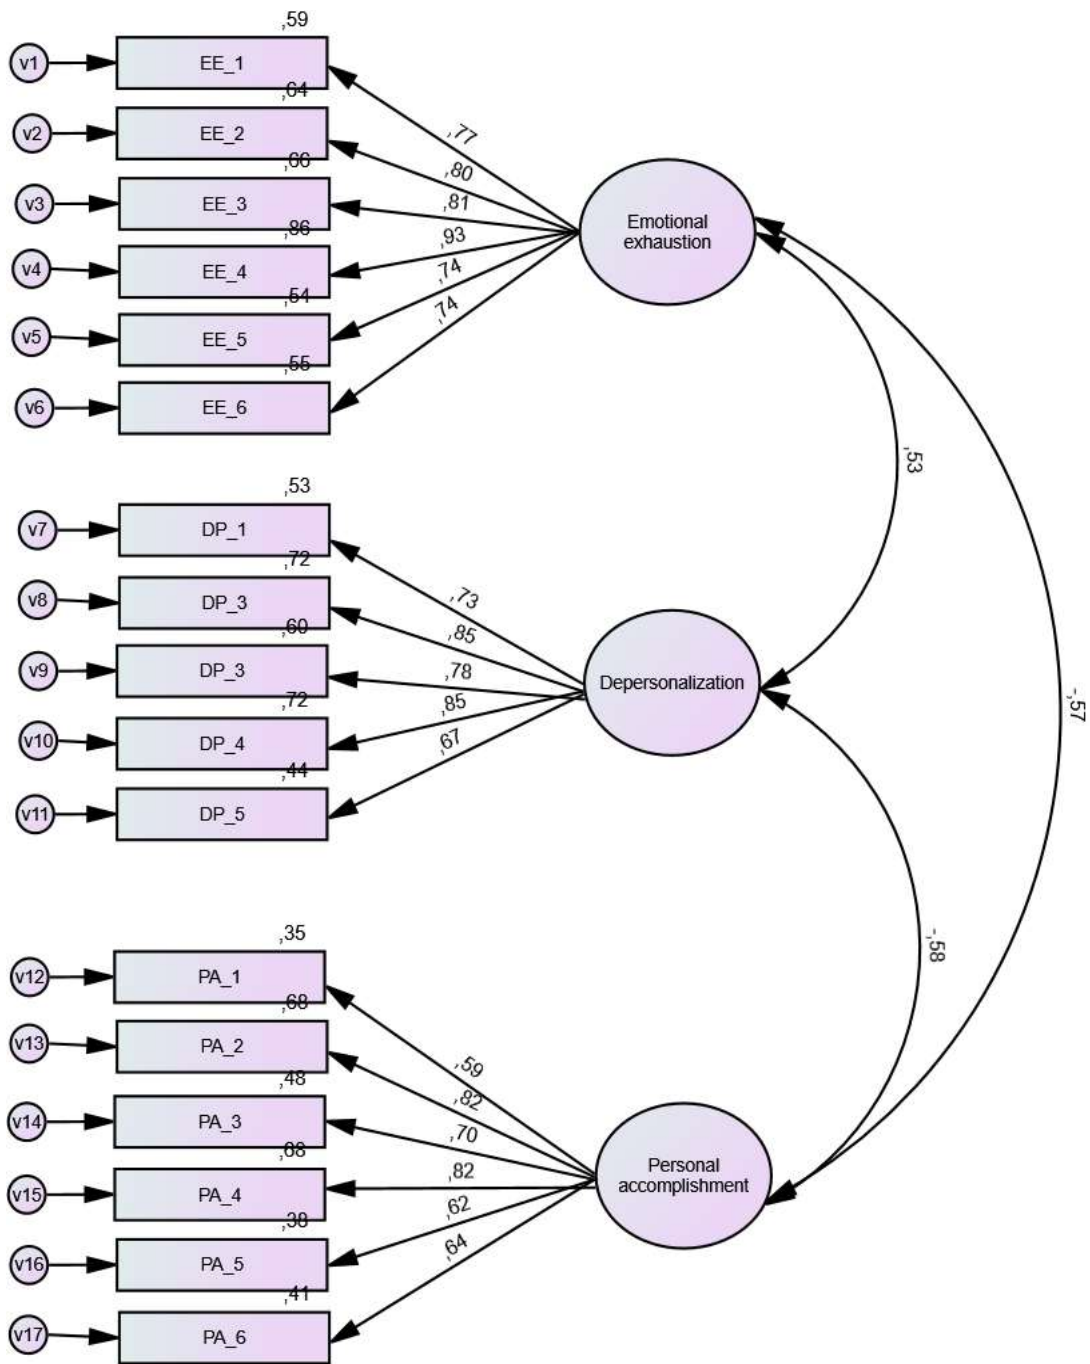 ,59
v1
EE_1
,64
v2
EE_2
,66
v3
EE_3
,86
v4
EE_4
,54
v5
EE_5
,55
v6
EE_6
,77
,80
,81
,93
,74
,74
Emotional
exhaustion
,53
-,57
,53
v7
DP_1
,72
v8
DP_3
,60
v9
DP_3
,72
v10
DP_4
,44
v11
DP_5
,73
,85
,78
,85
,67
Depersonalization
-,58
,35
v12
PA_1
,68
v13
PA_2
,48
v14
PA_3
,68
v15
PA_4
,38
v16
PA_5
,41
v17
PA_6
,59
,82
,70
,82
,62
,64
Personal
accomplishment